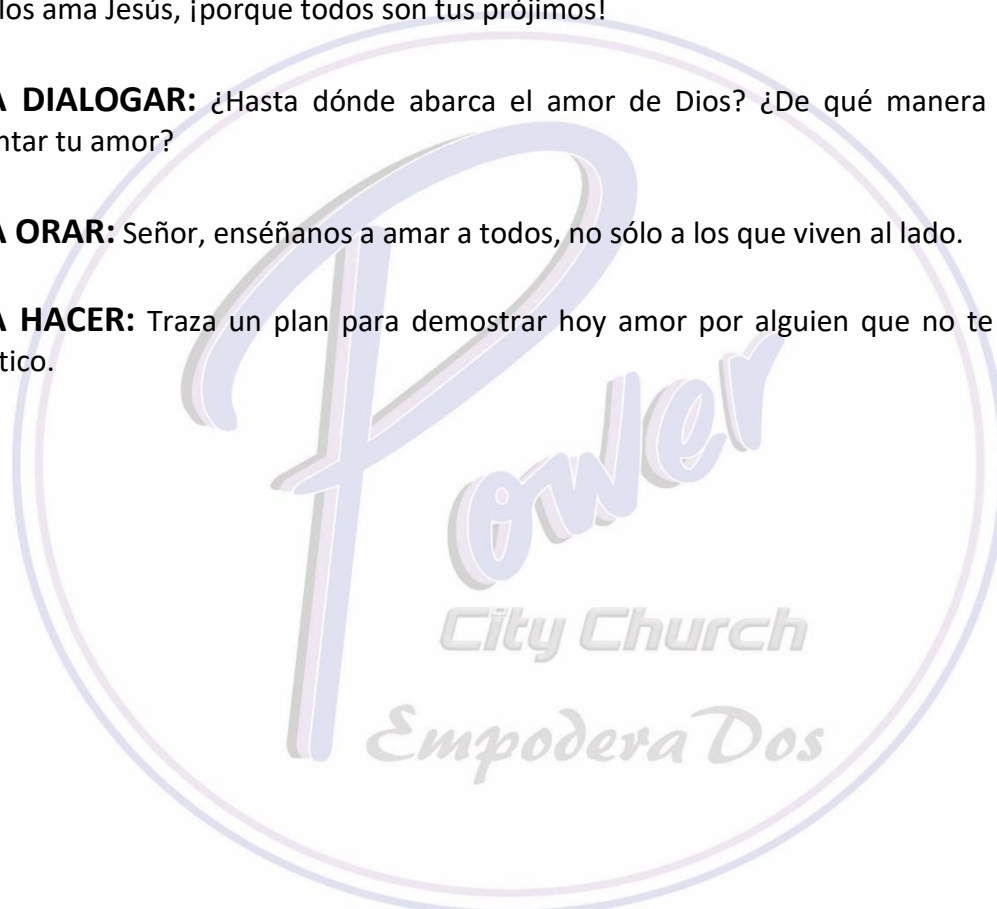 los ama Jesús, ¡porque todos son tus prójimos!
A DIALOGAR: ¿Hasta dónde abarca el amor de Dios? ¿De qué manera
ntar tu amor?
A ORAR: Señor, enséñanos a amar a todos, no sólo a los que viven al lado.
A HACER: Traza un plan para demostrar hoy amor por alguien que no te
tico.
Power
City Church
EmpoderaDos